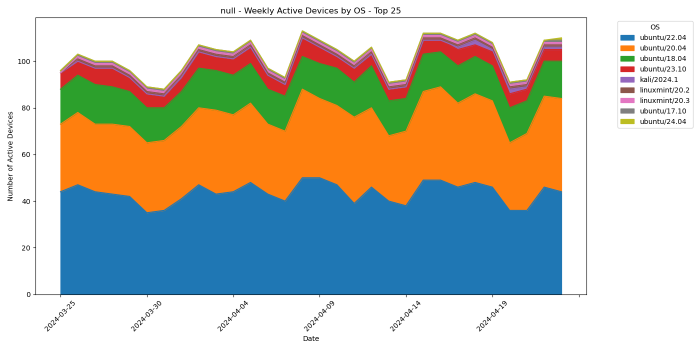 null - Weekly Active Devices by OS - Top 25
Number of Active Devices
100
80
60
40
20
0
2024-03-25
2024-03-30
2024-04-04
2024-04-09
2024-04-14
2024-04-19
Date
OS
ubuntu/22.04
ubuntu/20.04
ubuntu/18.04
ubuntu/23.10
kali/2024.1
linuxmint/20.2
linuxmint/20.3
ubuntu/17.10
ubuntu/24.04